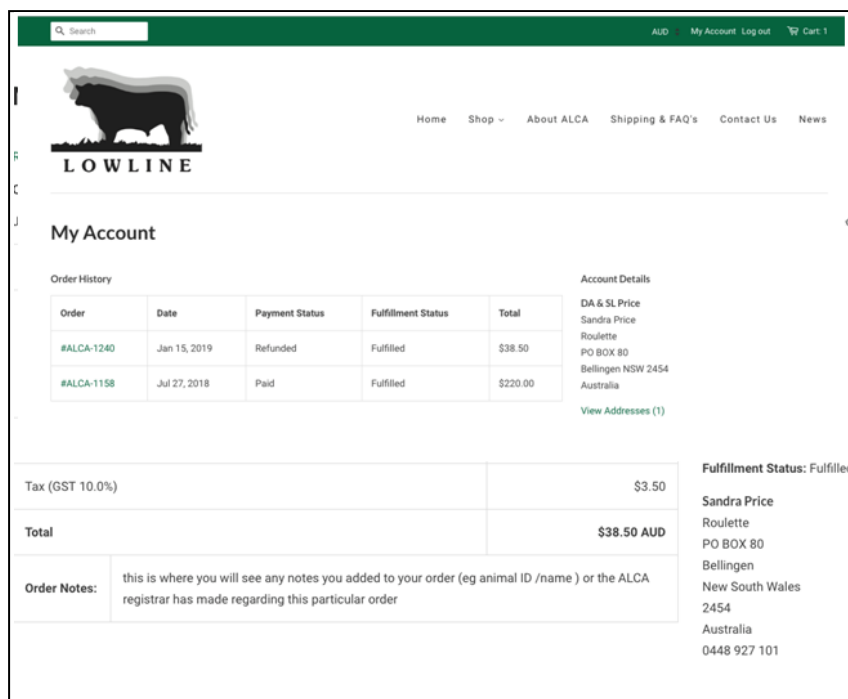 Search
AUD My Account Log out Cart: 1
LOWLINE
Home Shop About ALCA Shipping & FAQ's Contact Us News
My Account
Order History
Order Date Payment Status Fulfillment Status Total
#ALCA-1240 Jan 15, 2019 Refunded Fulfilled $38.50
#ALCA-1158 Jul 27, 2018 Paid Fulfilled $220.00
Account Details
DA & SL Price
Sandra Price
Roulette
PO BOX 80
Bellingen NSW 2454
Australia
View Addresses (1)
Tax (GST 10.0%) $3.50
Total $38.50 AUD
Order Notes: this is where you will see any notes you added to your order (eg animal ID /name ) or the ALCA
registrar has made regarding this particular order
Fulfillment Status: Fulfille
Sandra Price
Roulette
PO BOX 80
Bellingen
New South Wales
2454
Australia
0448 927 101